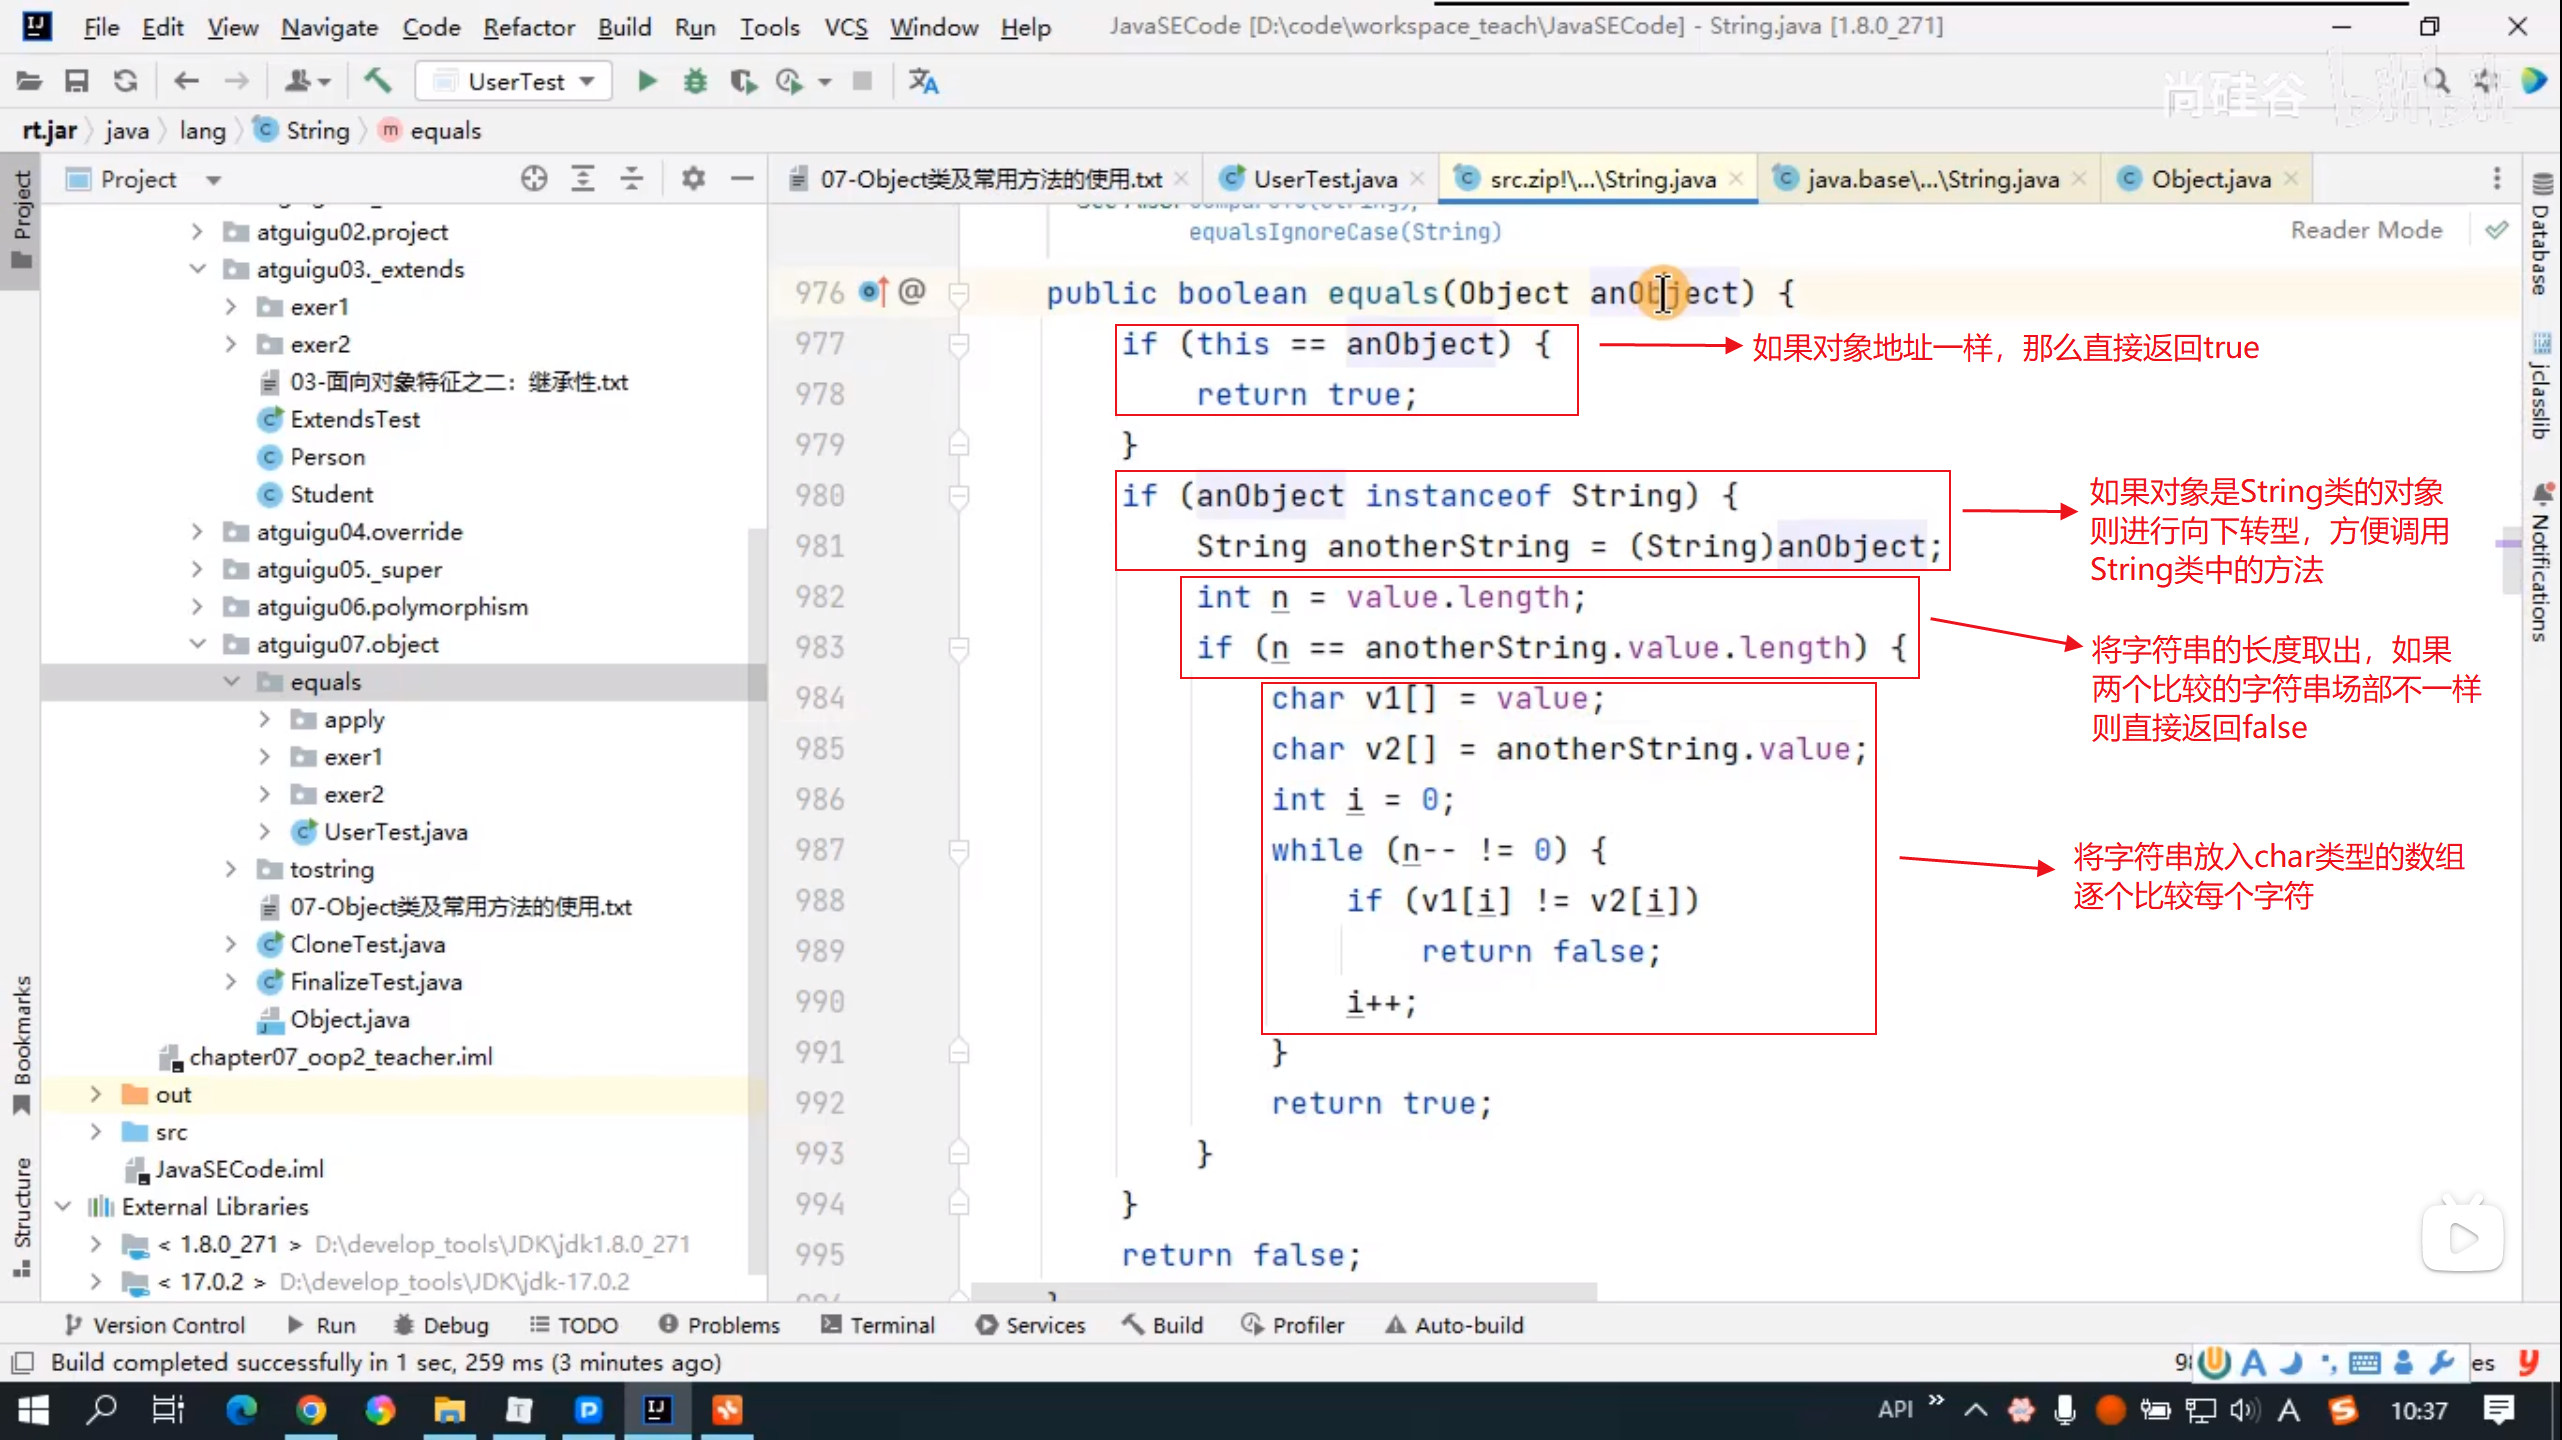 File Edit View Navigate Code Refactor Build Run Tools VCS Window Help JavaSECode [D:\code\workspace_teach\JavaSECode] - String.java [1.8.0_271]
UserTest
尚硅谷 bilibili
rt.jar java lang String equals
Project
07-Object类及常用方法的使用.txt UserTest.java src.zip!\...\String.java java.base\...\String.java Object.java
Project
Bookmarks
Structure
atguigu02.project
atguigu03._extends
exer1
exer2
03-面向对象特征之二：继承性.txt
ExtendsTest
Person
Student
atguigu04.override
atguigu05._super
atguigu06.polymorphism
atguigu07.object
equals
apply
exer1
exer2
UserTest.java
tostring
07-Object类及常用方法的使用.txt
CloneTest.java
FinalizeTest.java
Object.java
chapter07_oop2_teacher.iml
out
src
JavaSECode.iml
External Libraries
< 1.8.0_271 > D:\develop_tools\JDK\jdk1.8.0_271
< 17.0.2 > D:\develop_tools\JDK\jdk-17.0.2
See Also: compareTo(String),
equalsIgnoreCase(String)
Reader Mode
976 @ public boolean equals(Object anObject) {
977 if (this == anObject) {
978 return true;
979 }
980 if (anObject instanceof String) {
981 String anotherString = (String)anObject;
982 int n = value.length;
983 if (n == anotherString.value.length) {
984 char v1[] = value;
985 char v2[] = anotherString.value;
986 int i = 0;
987 while (n-- != 0) {
988 if (v1[i] != v2[i])
989 return false;
990 i++;
991 }
992 return true;
993 }
994 }
995 return false;
如果对象地址一样，那么直接返回true
如果对象是String类的对象
则进行向下转型，方便调用
String类中的方法
将字符串的长度取出，如果
两个比较的字符串场部不一样
则直接返回false
将字符串放入char类型的数组
逐个比较每个字符
Database
jclasslib
Notifications
Version Control Run Debug TODO Problems Terminal Services Build Profiler Auto-build
Build completed successfully in 1 sec, 259 ms (3 minutes ago)
es
API
10:37